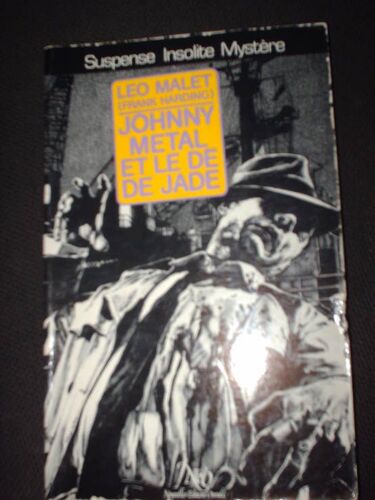 Suspense Insolite Mystère
LEO MALET
(FRANK HARDING)
JOHNNY
METAL
ET LE DE
DE JADE